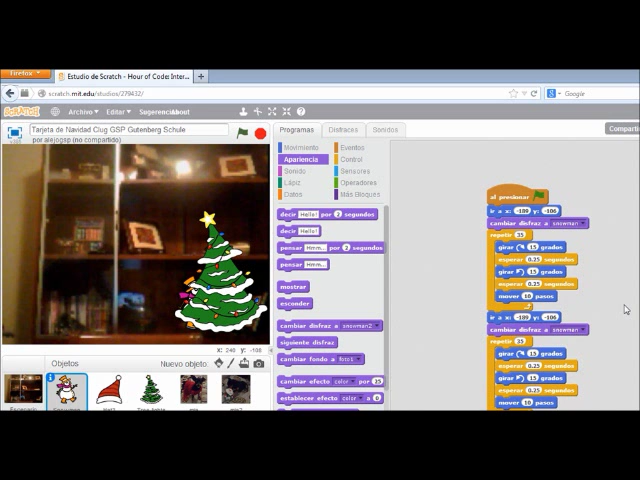 Firefox
Estudio de Scratch - Hour of Code: Inter...
scratch.mit.edu/studios/279432/
Google
SCRATCH
Archivo
Editar
Sugerencias
About
Tarjeta de Navidad Clug GSP Gutenberg Schule
por alejogsp (no compartido)
Programas
Disfraces
Sonidos
Compartir
Movimiento
Eventos
Apariencia
Control
Sonido
Sensores
Lápiz
Operadores
Datos
Más Bloques
decir Hello! por 2 segundos
decir Hello!
pensar Hmm... por 2 segundos
pensar Hmm...
mostrar
esconder
cambiar disfraz a snowman2
siguiente disfraz
cambiar fondo a foto1
cambiar efecto color por 25
establecer efecto color a 0
al presionar
ir a x: -189 y: -106
cambiar disfraz a snowman
repetir 35
girar 15 grados
esperar 0.25 segundos
girar 15 grados
esperar 0.25 segundos
mover 10 pasos
ir a x: -189 y: -106
cambiar disfraz a snowman
repetir 35
girar 15 grados
esperar 0.25 segundos
girar 15 grados
esperar 0.25 segundos
mover 10 pasos
x: 240 y: -106
Objetos
Nuevo objeto: